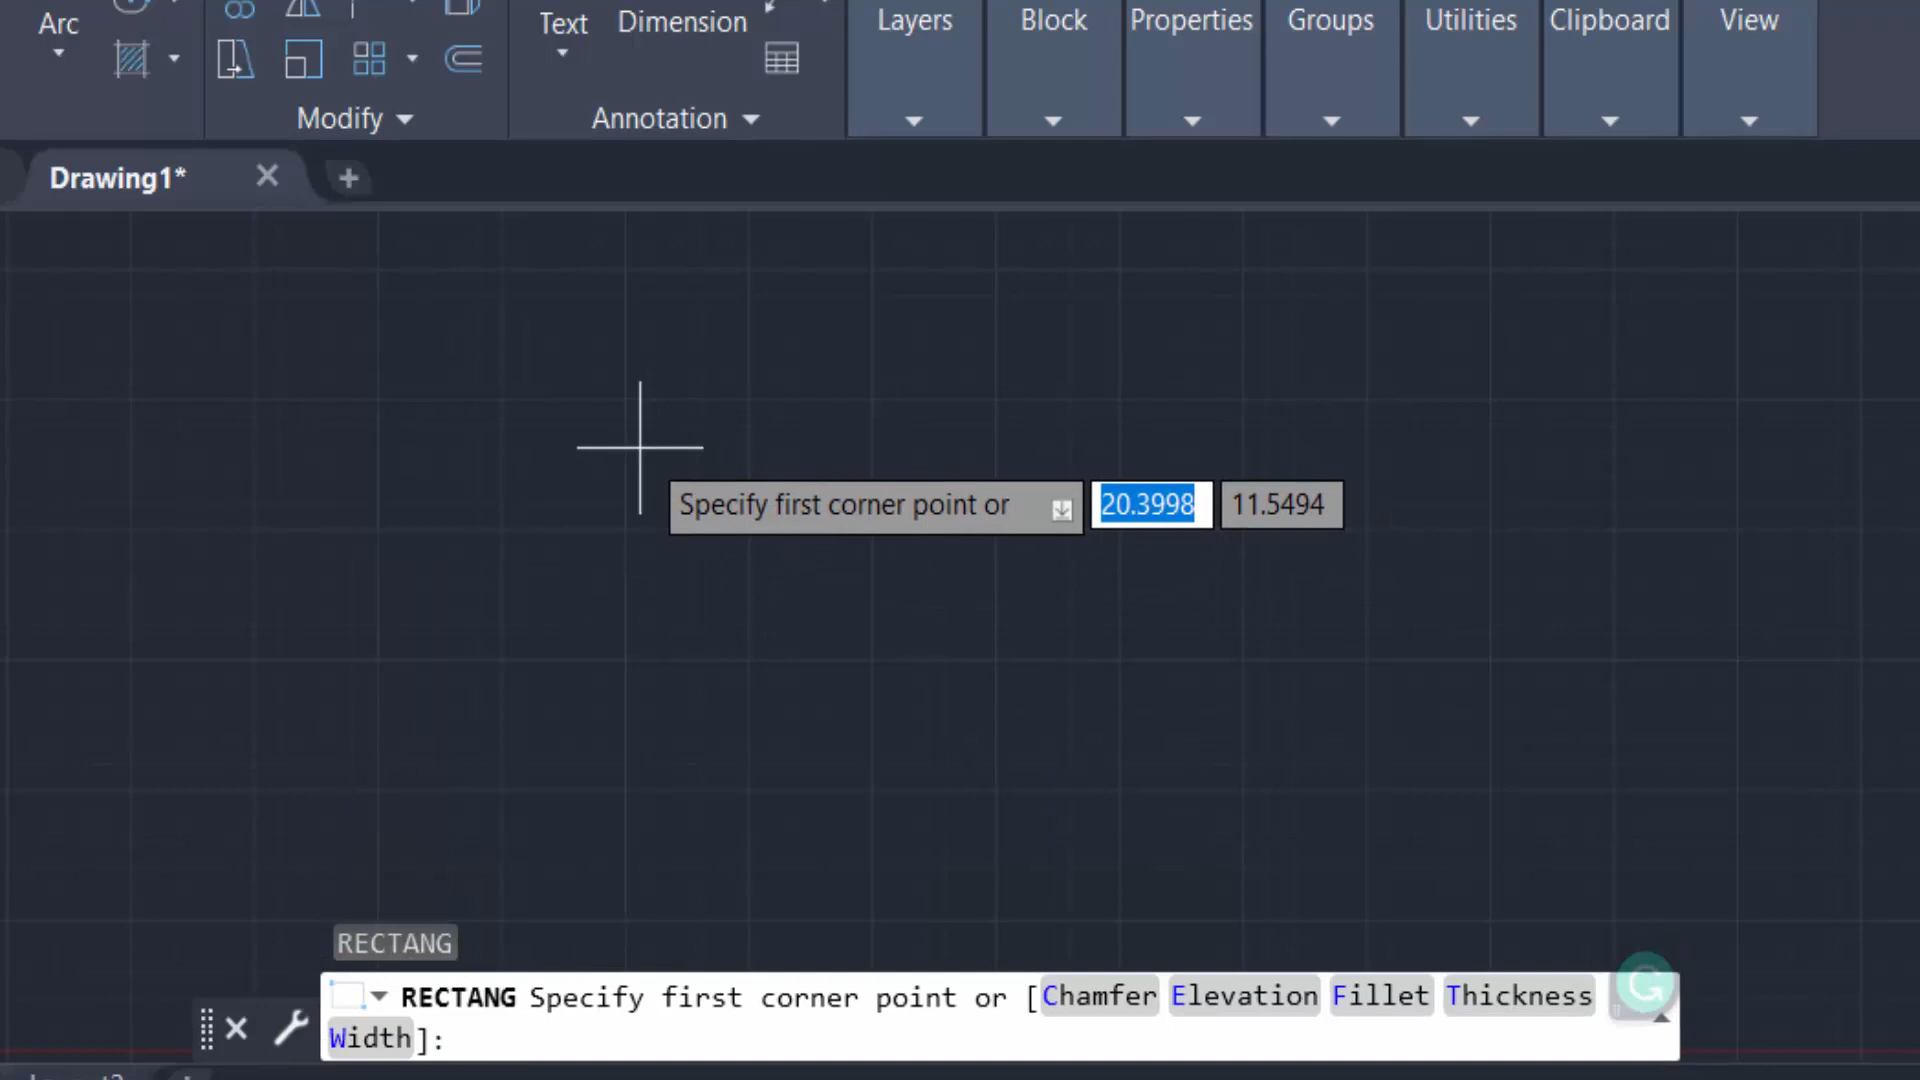 Arc
Text
Dimension
Layers
Block
Properties
Groups
Utilities
Clipboard
View
Modify
Annotation
Drawing1*
Specify first corner point or
20.3998
11.5494
RECTANG
RECTANG Specify first corner point or [Chamfer Elevation Fillet Thickness
Width]: